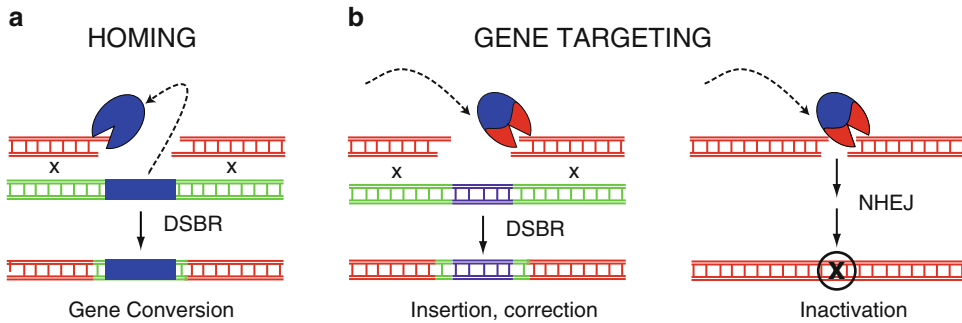 a
HOMING
x x
DSBR
Gene Conversion
b
GENE TARGETING
x x
DSBR
Insertion, correction
NHEJ
X
Inactivation